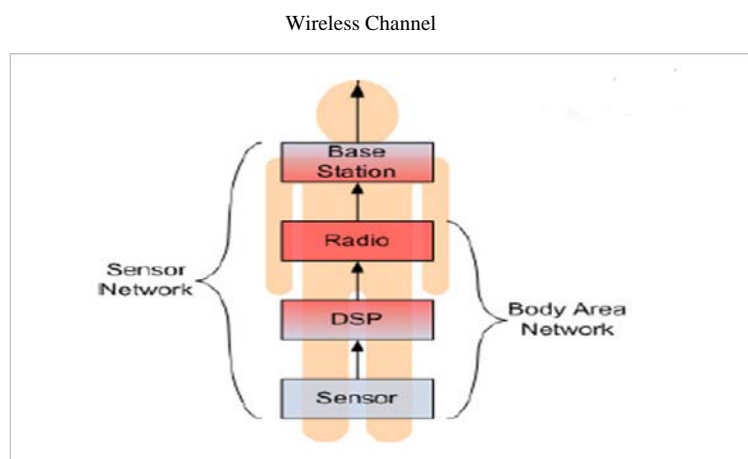 Wireless Channel
Base
Station
Radio
Sensor
Network
DSP
Body Area
Network
Sensor